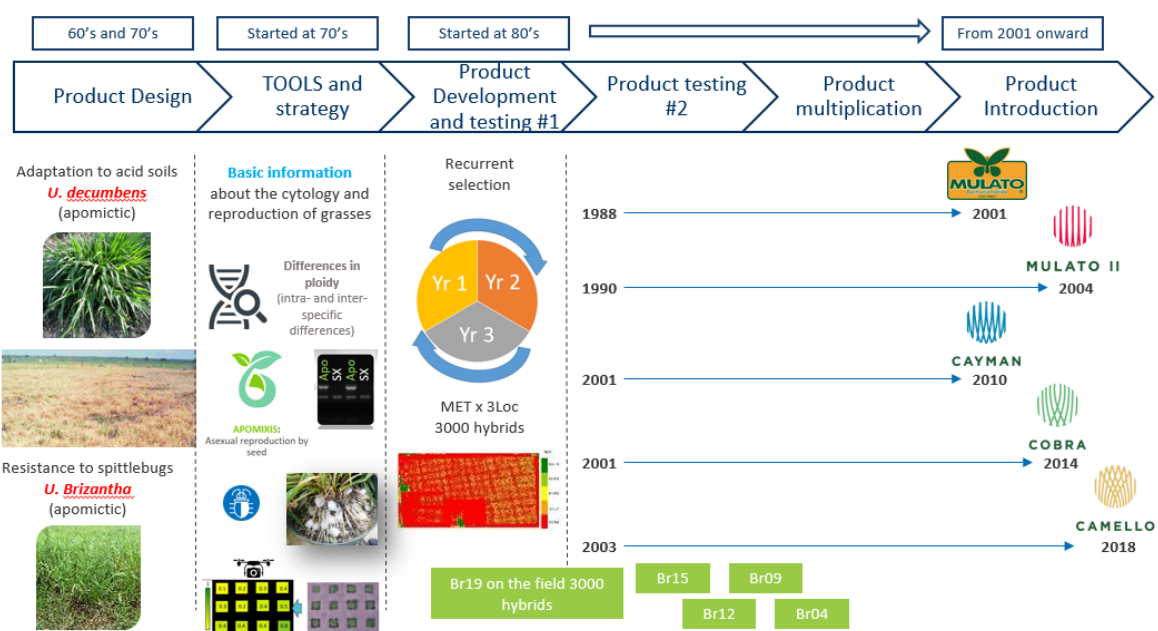 60's and 70's
Started at 70's
Started at 80's
From 2001 onward
Product Design
TOOLS and
strategy
Product
Development
and testing #1
Product testing
#2
Product
multiplication
Product
Introduction
Adaptation to acid soils
U. decumbens
(apomictic)
Resistance to spittlebugs
U. Brizantha
(apomictic)
Basic information
about the cytology and
reproduction of grasses
Differences in
ploidy
(intra- and inter-
specific
differences)
Apo
SX
Apo
SX
APOMIXIS:
Asexual reproduction by
seed
Recurrent
selection
Yr 1
Yr 2
Yr 3
MET x 3Loc
3000 hybrids
Br19 on the field 3000
hybrids
MULATO
1988
2001
MULATO II
1990
2004
CAYMAN
2001
2010
COBRA
2001
2014
CAMELLO
2003
2018
Br15
Br09
Br12
Br04